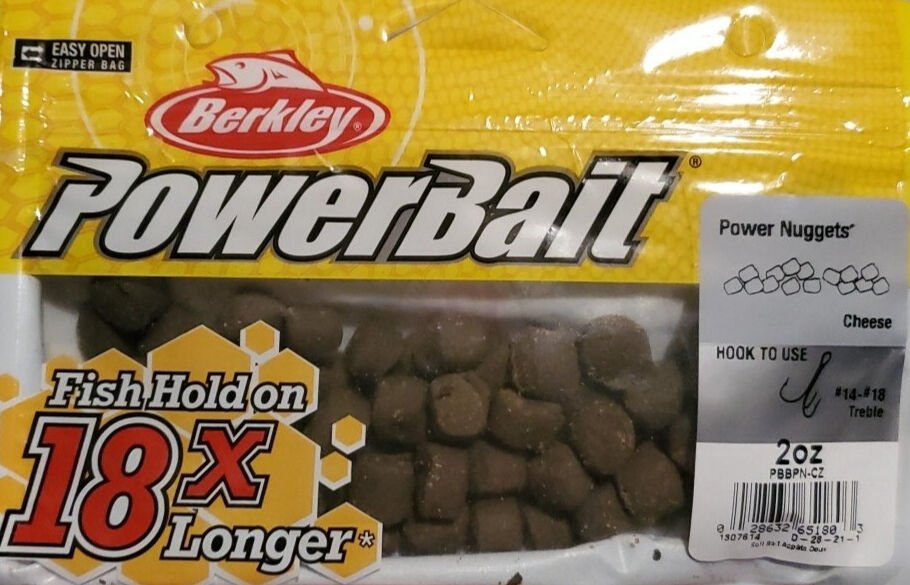 EASY OPEN
ZIPPER BAG
Berkley®
PowerBait®
Power Nuggets™
Cheese
HOOK TO USE
#14-#18
Treble
2oz
PBBPN-CZ
0 28632 65180 3
1307614 D-28-21-1
Fish Hold on
18x
Longer*